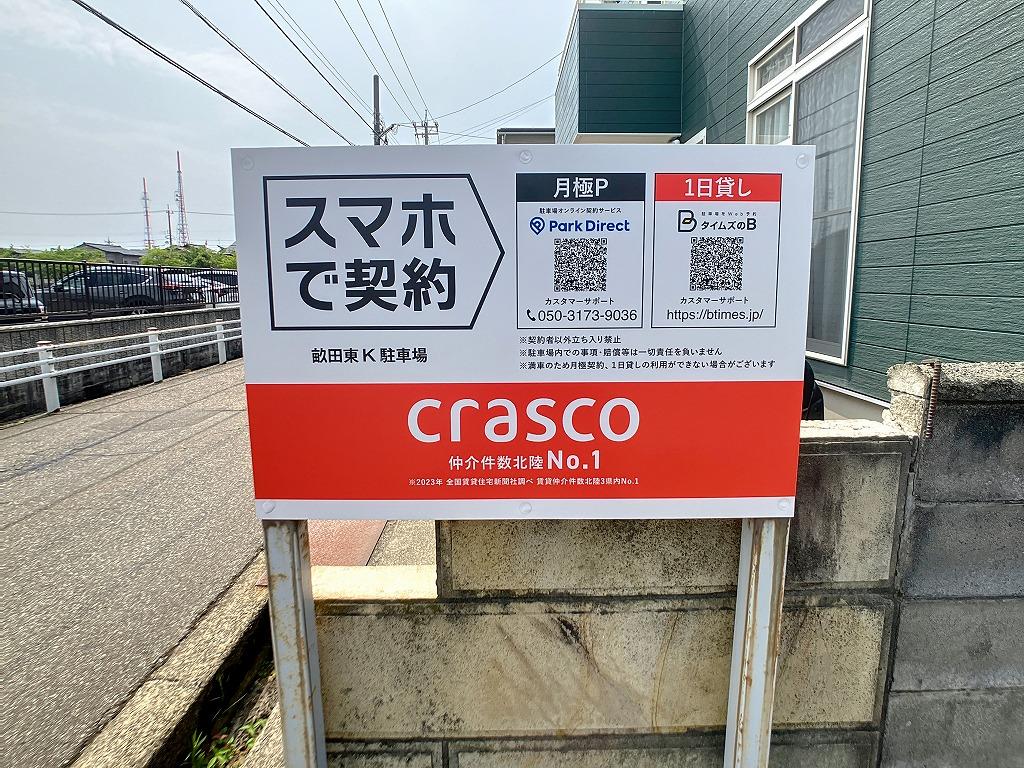 スマホ
で契約
畝田東K駐車場
月極P
駐車場オンライン契約サービス
Park Direct
カスタマーサポート
050-3173-9036
1日貸し
駐車場をWeb予約
タイムズのB
カスタマーサポート
https://btimes.jp/
※契約者以外立ち入り禁止
※駐車場内での事項・賠償等は一切責任を負いません
※満車のため月極契約、1日貸しの利用ができない場合がございます
crasco
仲介件数北陸No.1
※2023年 全国賃貸住宅新聞社調べ 賃貸仲介件数北陸3県内No.1